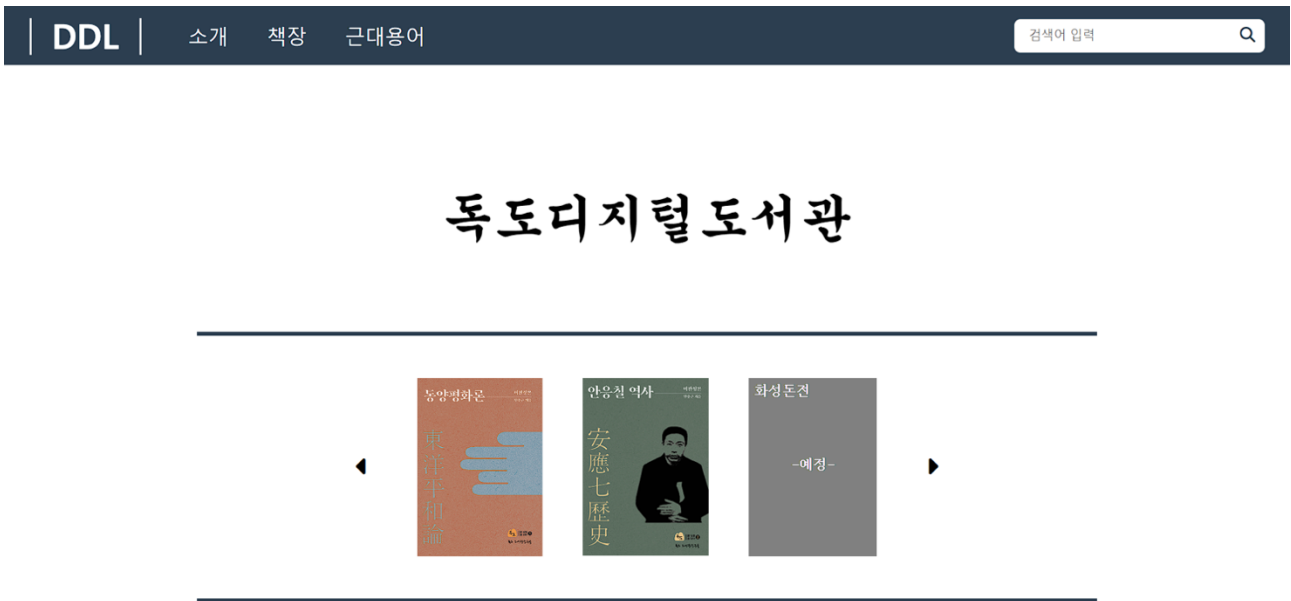 DDL 소개 책장 근대용어 검색어 입력
독도디지털도서관
동양평화론
東洋平和論
안응칠 역사
安應七歷史
화성돈전
-예정-